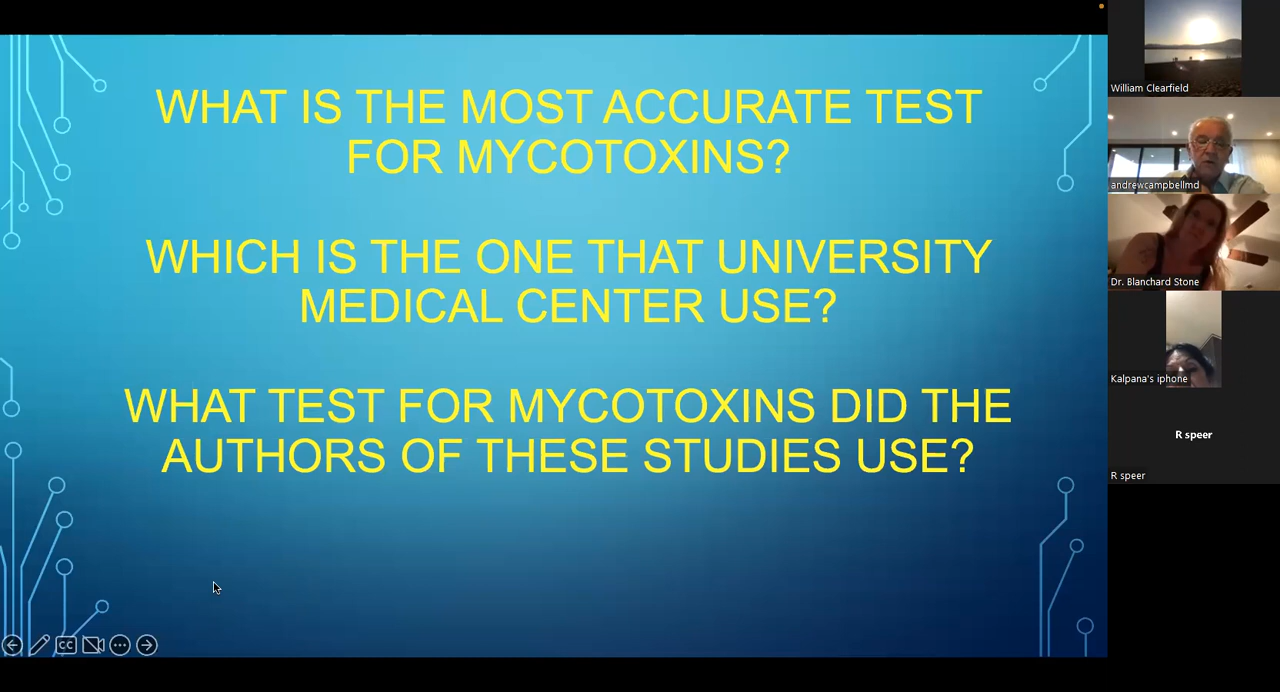 WHAT IS THE MOST ACCURATE TEST
FOR MYCOTOXINS?
WHICH IS THE ONE THAT UNIVERSITY
MEDICAL CENTER USE?
WHAT TEST FOR MYCOTOXINS DID THE
AUTHORS OF THESE STUDIES USE?
CC
William Clearfield
andrewcampbellmd
Dr. Blanchard Stone
Kalpana's iphone
R speer
R speer